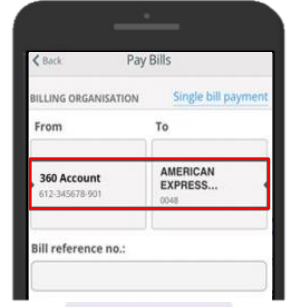 Back Pay Bills
BILLING ORGANISATION Single bill payment
From To
360 Account
612-345678-901
AMERICAN
EXPRESS...
0048
Bill reference no.: